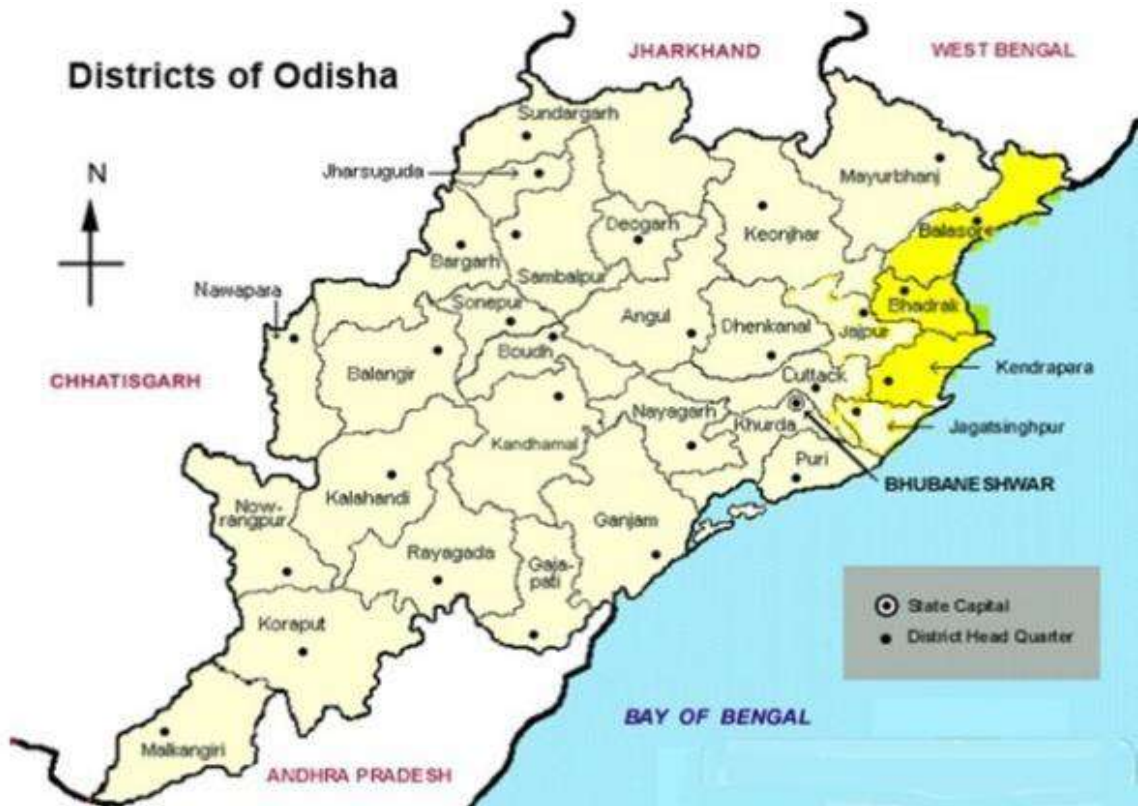 JHARKHAND
WEST BENGAL
Districts of Odisha
N
Sundargarh
Jharsuguda
Mayurbhanj
Deogarh
Keonjhar
Balasore
Bargarh
Sambalpur
Nawapara
Sonepur
Bhadrak
Angul
Dhenkanal
Jajpur
Boudh
CHHATISGARH
Balangir
Cuttack
Kendrapara
Nayagarh
Khurda
Jagatsinghpur
Kandhamal
Puri
BHUBANESHWAR
Kalahandi
Now-
rangpur
Ganjam
Rayagada
Gaja-
pati
Koraput
State Capital
District Head Quarter
BAY OF BENGAL
Malkangiri
ANDHRA PRADESH